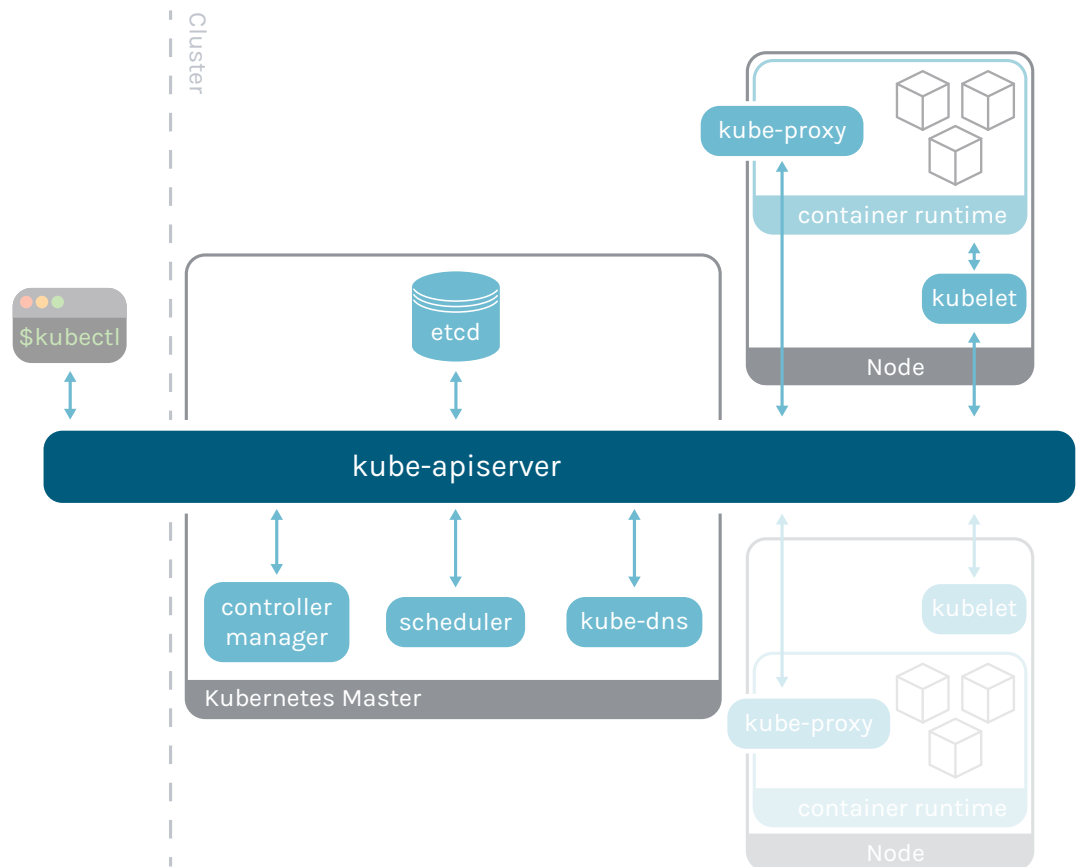 Cluster
kube-proxy
container runtime
kubelet
Node
etcd
$kubectl
kube-apiserver
controller
manager
scheduler
kube-dns
Kubernetes Master
kubelet
kube-proxy
container runtime
Node